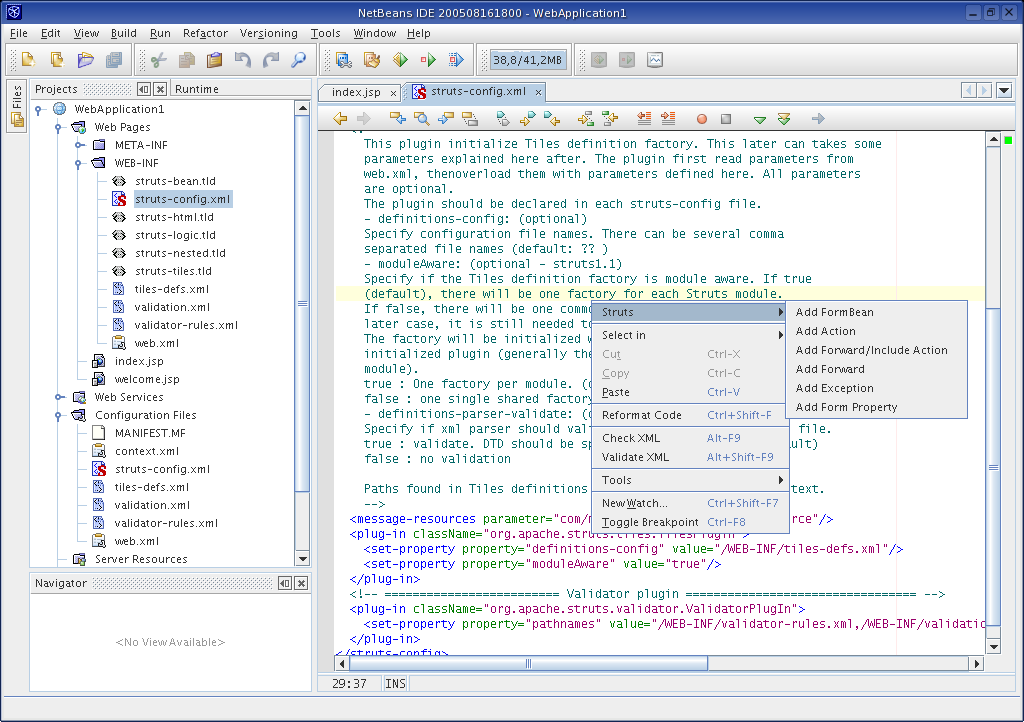 NetBeans IDE 200508161800 - WebApplication1
File Edit View Build Run Refactor Versioning Tools Window Help
38,8/41,2MB
Files
Projects
Runtime
WebApplication1
Web Pages
META-INF
WEB-INF
struts-bean.tld
struts-config.xml
struts-html.tld
struts-logic.tld
struts-nested.tld
struts-tiles.tld
tiles-defs.xml
validation.xml
validator-rules.xml
web.xml
index.jsp
welcome.jsp
Web Services
Configuration Files
MANIFEST.MF
context.xml
struts-config.xml
tiles-defs.xml
validation.xml
validator-rules.xml
web.xml
Server Resources
Navigator
<No View Available>
index.jsp x
struts-config.xml x
This plugin initialize Tiles definition factory. This later can takes some
parameters explained here after. The plugin first read parameters from
web.xml, thenoverload them with parameters defined here. All parameters
are optional.
The plugin should be declared in each struts-config file.
- definitions-config: (optional)
Specify configuration file names. There can be several comma
separated file names (default: ?? )
- moduleAware: (optional - struts1.1)
Specify if the Tiles definition factory is module aware. If true
(default), there will be one factory for each Struts module.
If false, there will be one comm
later case, it is still needed to
The factory will be initialized
initialized plugin (generally the
module).
true : One factory per module. (
false : one single shared factory
- definitions-parser-validate: (
Specify if xml parser should val file.
true : validate. DTD should be sp ult)
false : no validation
Paths found in Tiles definitions text.
-->
<message-resources parameter="com/ rce"/>
<plug-in className="org.apache.struts.tiles.TilesPlugin">
<set-property property="definitions-config" value="/WEB-INF/tiles-defs.xml"/>
<set-property property="moduleAware" value="true"/>
</plug-in>
<!-- ========================= Validator plugin ================================= -->
<plug-in className="org.apache.struts.validator.ValidatorPlugIn">
<set-property property="pathnames" value="/WEB-INF/validator-rules.xml,/WEB-INF/validatio
</plug-in>
</struts-config>
Struts
Select in
Cut Ctrl-X
Copy Ctrl-C
Paste Ctrl-V
Reformat Code Ctrl+Shift-F
Check XML Alt-F9
Validate XML Alt+Shift-F9
Tools
New Watch... Ctrl+Shift-F7
Toggle Breakpoint Ctrl-F8
Add FormBean
Add Action
Add Forward/Include Action
Add Forward
Add Exception
Add Form Property
29:37 INS